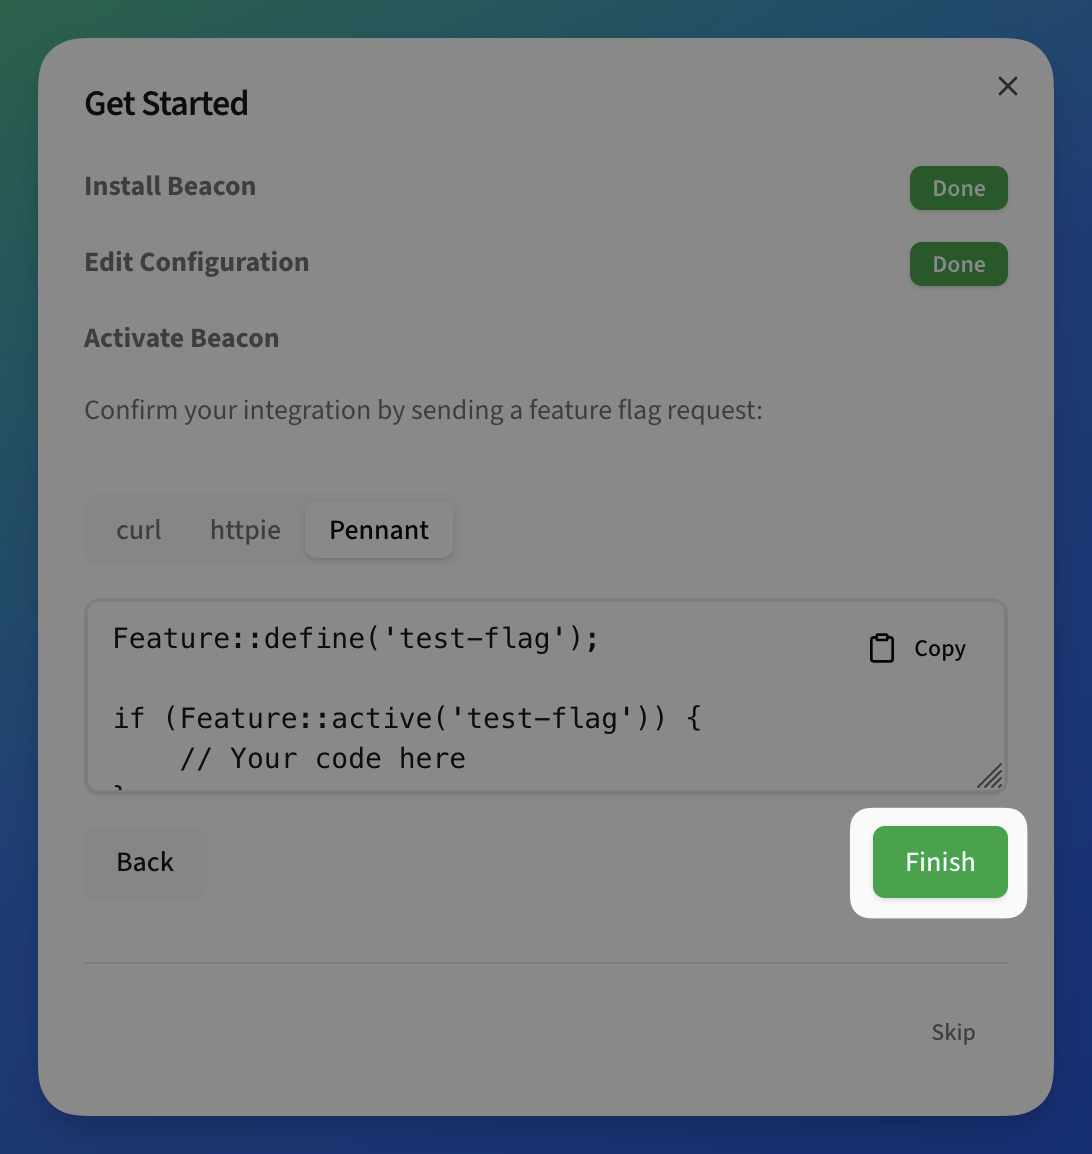 Get Started
Install Beacon
Done
Edit Configuration
Done
Activate Beacon
Confirm your integration by sending a feature flag request:
curl httpie Pennant
Feature::define('test-flag');
Copy
if (Feature::active('test-flag')) {
// Your code here
}
Back
Finish
Skip